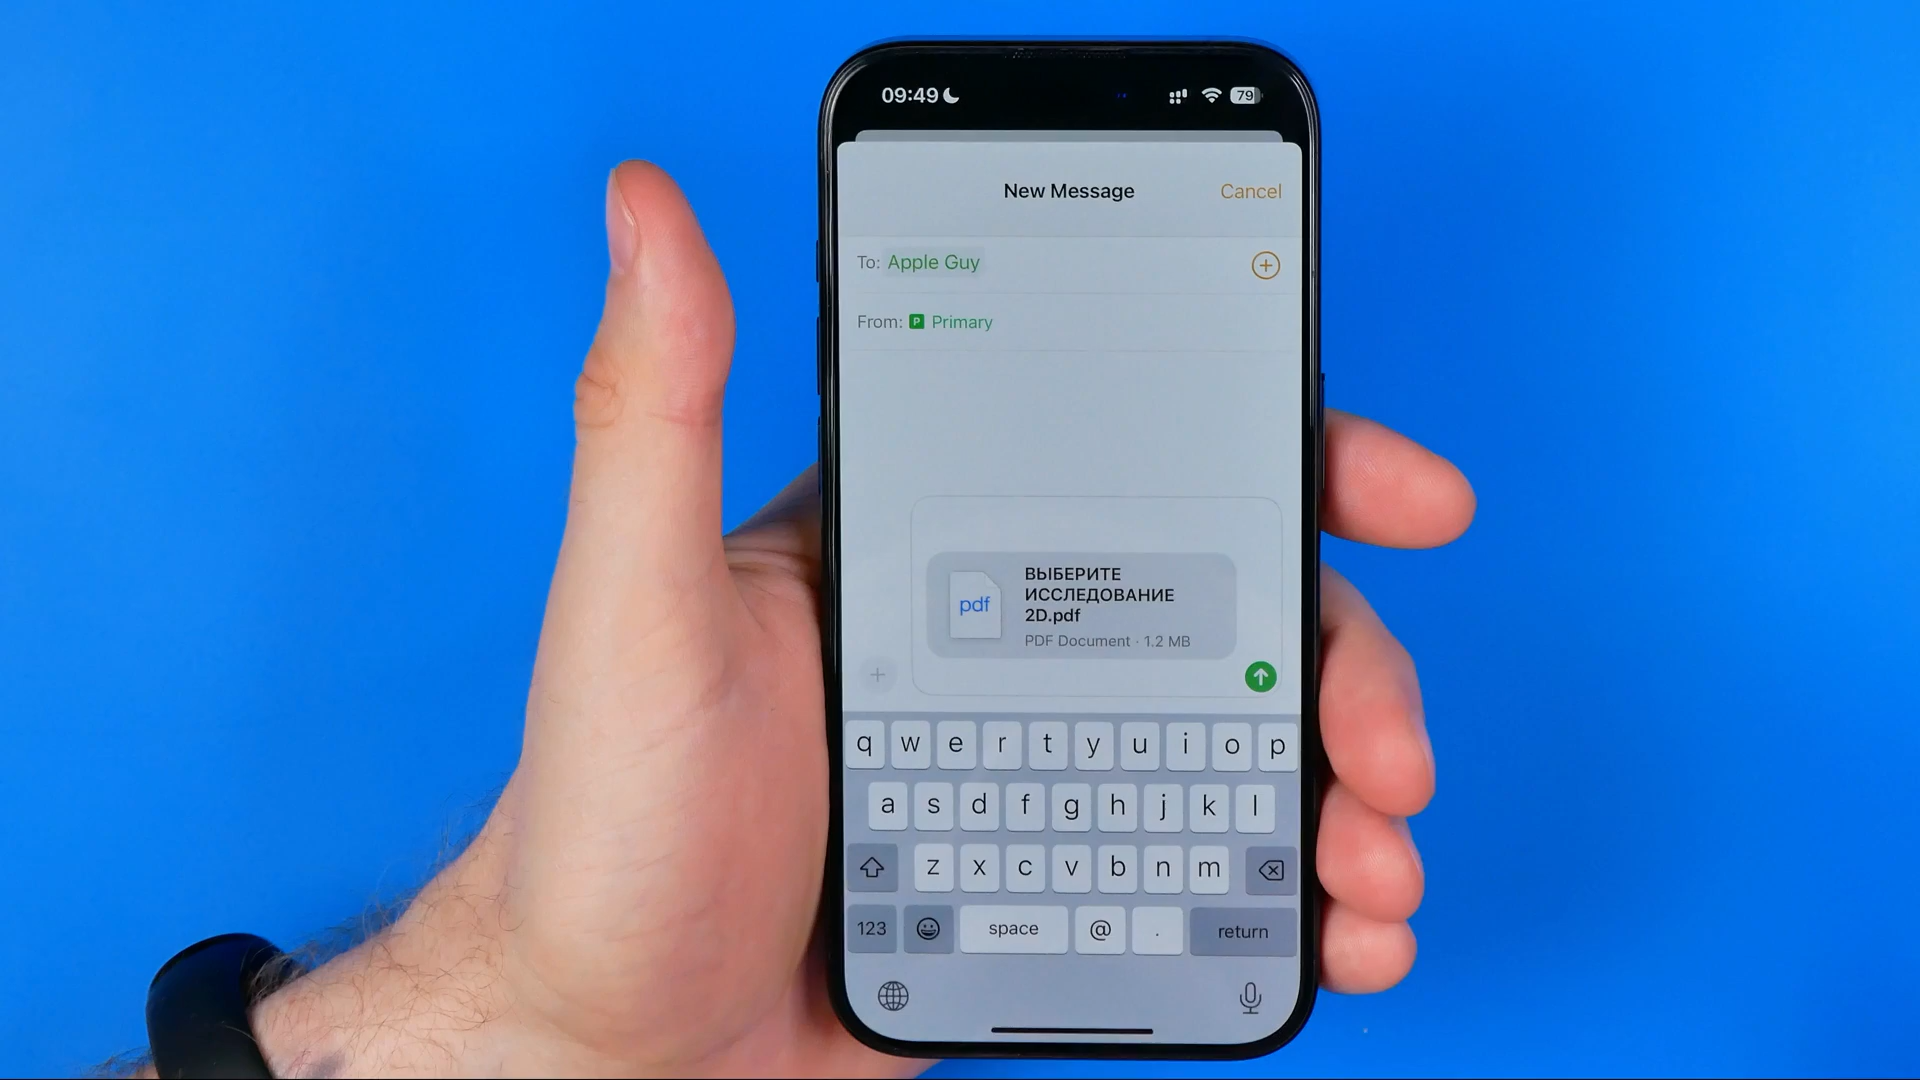 09:49
79
New Message
Cancel
To: Apple Guy
From: P Primary
ВЫБЕРИТЕ
ИССЛЕДОВАНИЕ
2D.pdf
PDF Document · 1.2 MB
pdf
q w e r t y u i o p
a s d f g h j k l
z x c v b n m
123 space @ . return